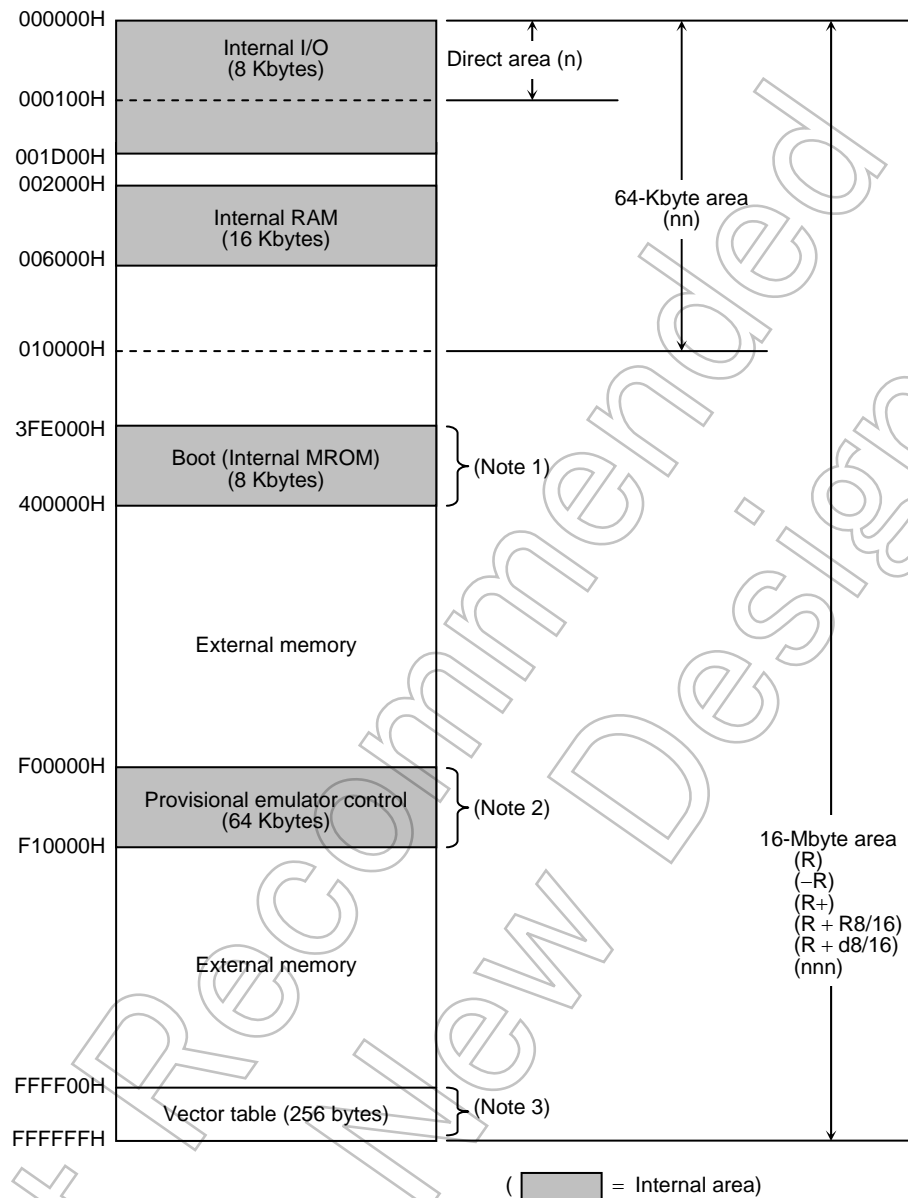 000000H
Internal I/O
(8 Kbytes)
Direct area (n)
000100H
001D00H
002000H
64-Kbyte area
(nn)
Internal RAM
(16 Kbytes)
006000H
010000H
3FE000H
Boot (Internal MROM)
(8 Kbytes)
(Note 1)
400000H
External memory
F00000H
Provisional emulator control
(64 Kbytes)
(Note 2)
F10000H
16-Mbyte area
(R)
(−R)
(R+)
(R + R8/16)
(R + d8/16)
(nnn)
External memory
FFFF00H
Vector table (256 bytes)
(Note 3)
FFFFFFH
( = Internal area)
Recommended
New Design